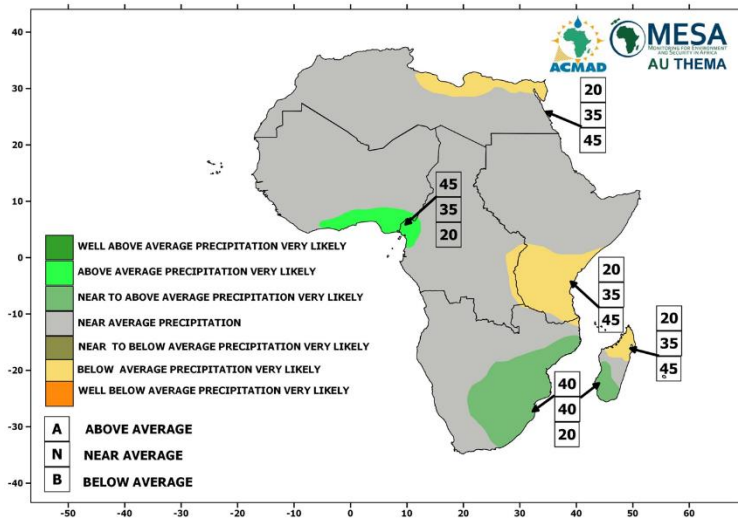 ACMAD
MESA
MONITORING FOR ENVIRONMENT
AND SECURITY IN AFRICA
AU THEMA
40
30
20
10
0
-10
-20
-30
-40
20
35
45
45
35
20
20
35
45
20
35
45
40
40
20
WELL ABOVE AVERAGE PRECIPITATION VERY LIKELY
ABOVE AVERAGE PRECIPITATION VERY LIKELY
NEAR TO ABOVE AVERAGE PRECIPITATION VERY LIKELY
NEAR AVERAGE PRECIPITATION
NEAR TO BELOW AVERAGE PRECIPITATION VERY LIKELY
BELOW AVERAGE PRECIPITATION VERY LIKELY
WELL BELOW AVERAGE PRECIPITATION VERY LIKELY
A ABOVE AVERAGE
N NEAR AVERAGE
B BELOW AVERAGE
-50 -40 -30 -20 -10 0 10 20 30 40 50 60